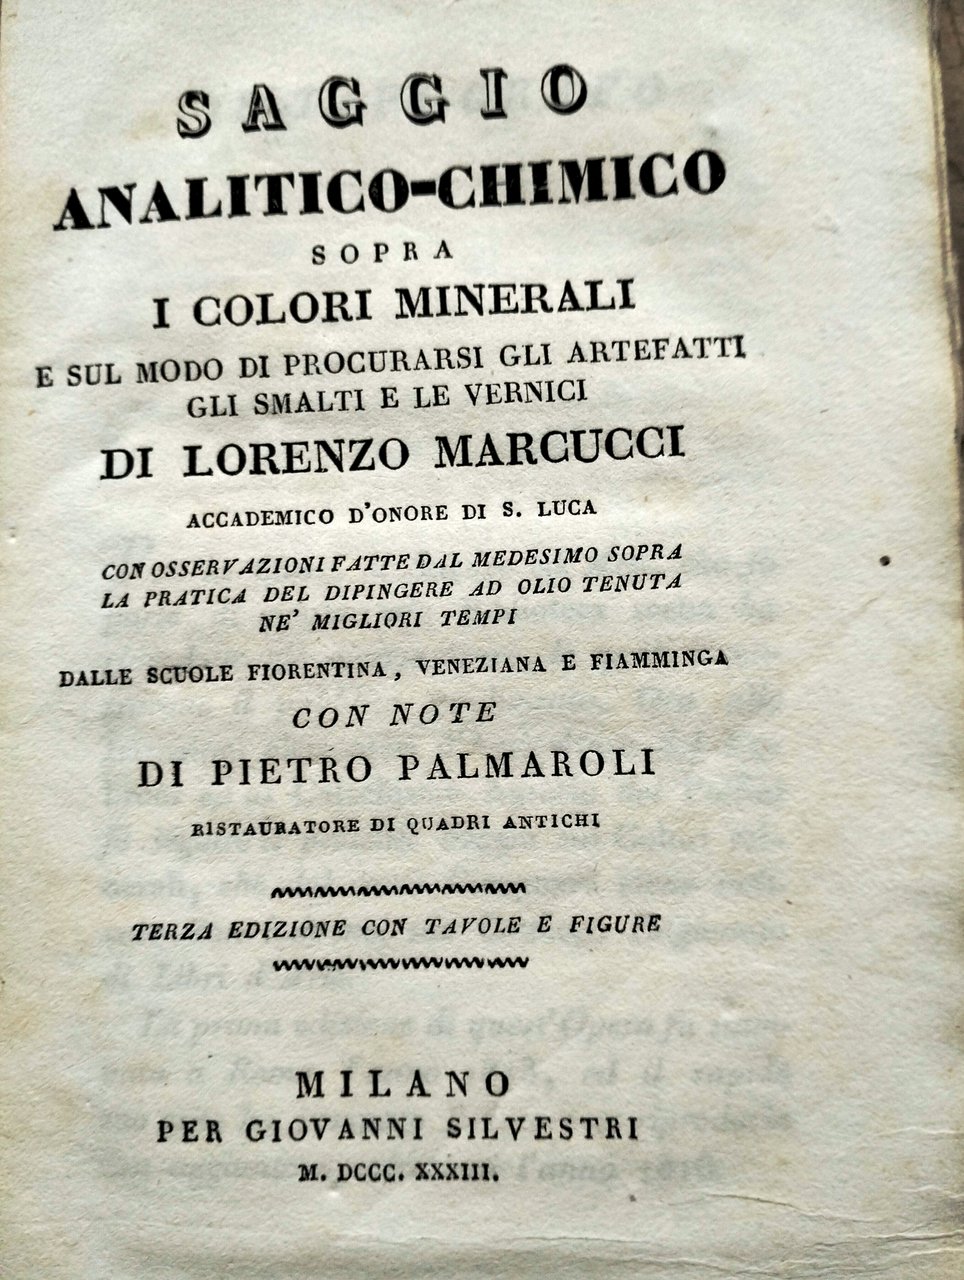 SAGGIO
ANALITICO-CHIMICO
SOPRA
I COLORI MINERALI
E SUL MODO DI PROCURARSI GLI ARTEFATTI
GLI SMALTI E LE VERNICI
DI LORENZO MARCUCCI
ACCADEMICO D'ONORE DI S. LUCA
CON OSSERVAZIONI FATTE DAL MEDESIMO SOPRA
LA PRATICA DEL DIPINGERE AD OLIO TENUTA
NE' MIGLIORI TEMPI
DALLE SCUOLE FIORENTINA, VENEZIANA E FIAMMINGA
CON NOTE
DI PIETRO PALMAROLI
RISTAURATORE DI QUADRI ANTICHI
TERZA EDIZIONE CON TAVOLE E FIGURE
MILANO
PER GIOVANNI SILVESTRI
M. DCCC. XXXIII.